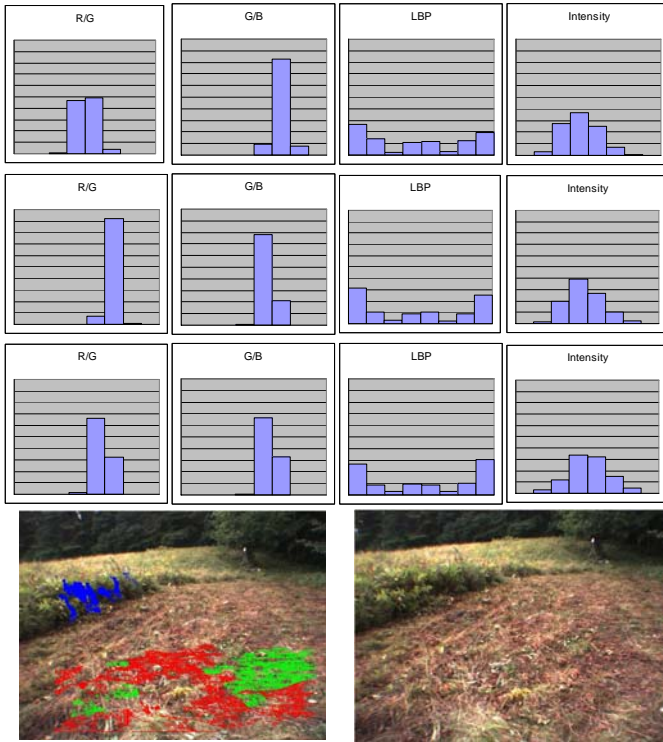 R/G
G/B
LBP
Intensity
R/G
G/B
LBP
Intensity
R/G
G/B
LBP
Intensity